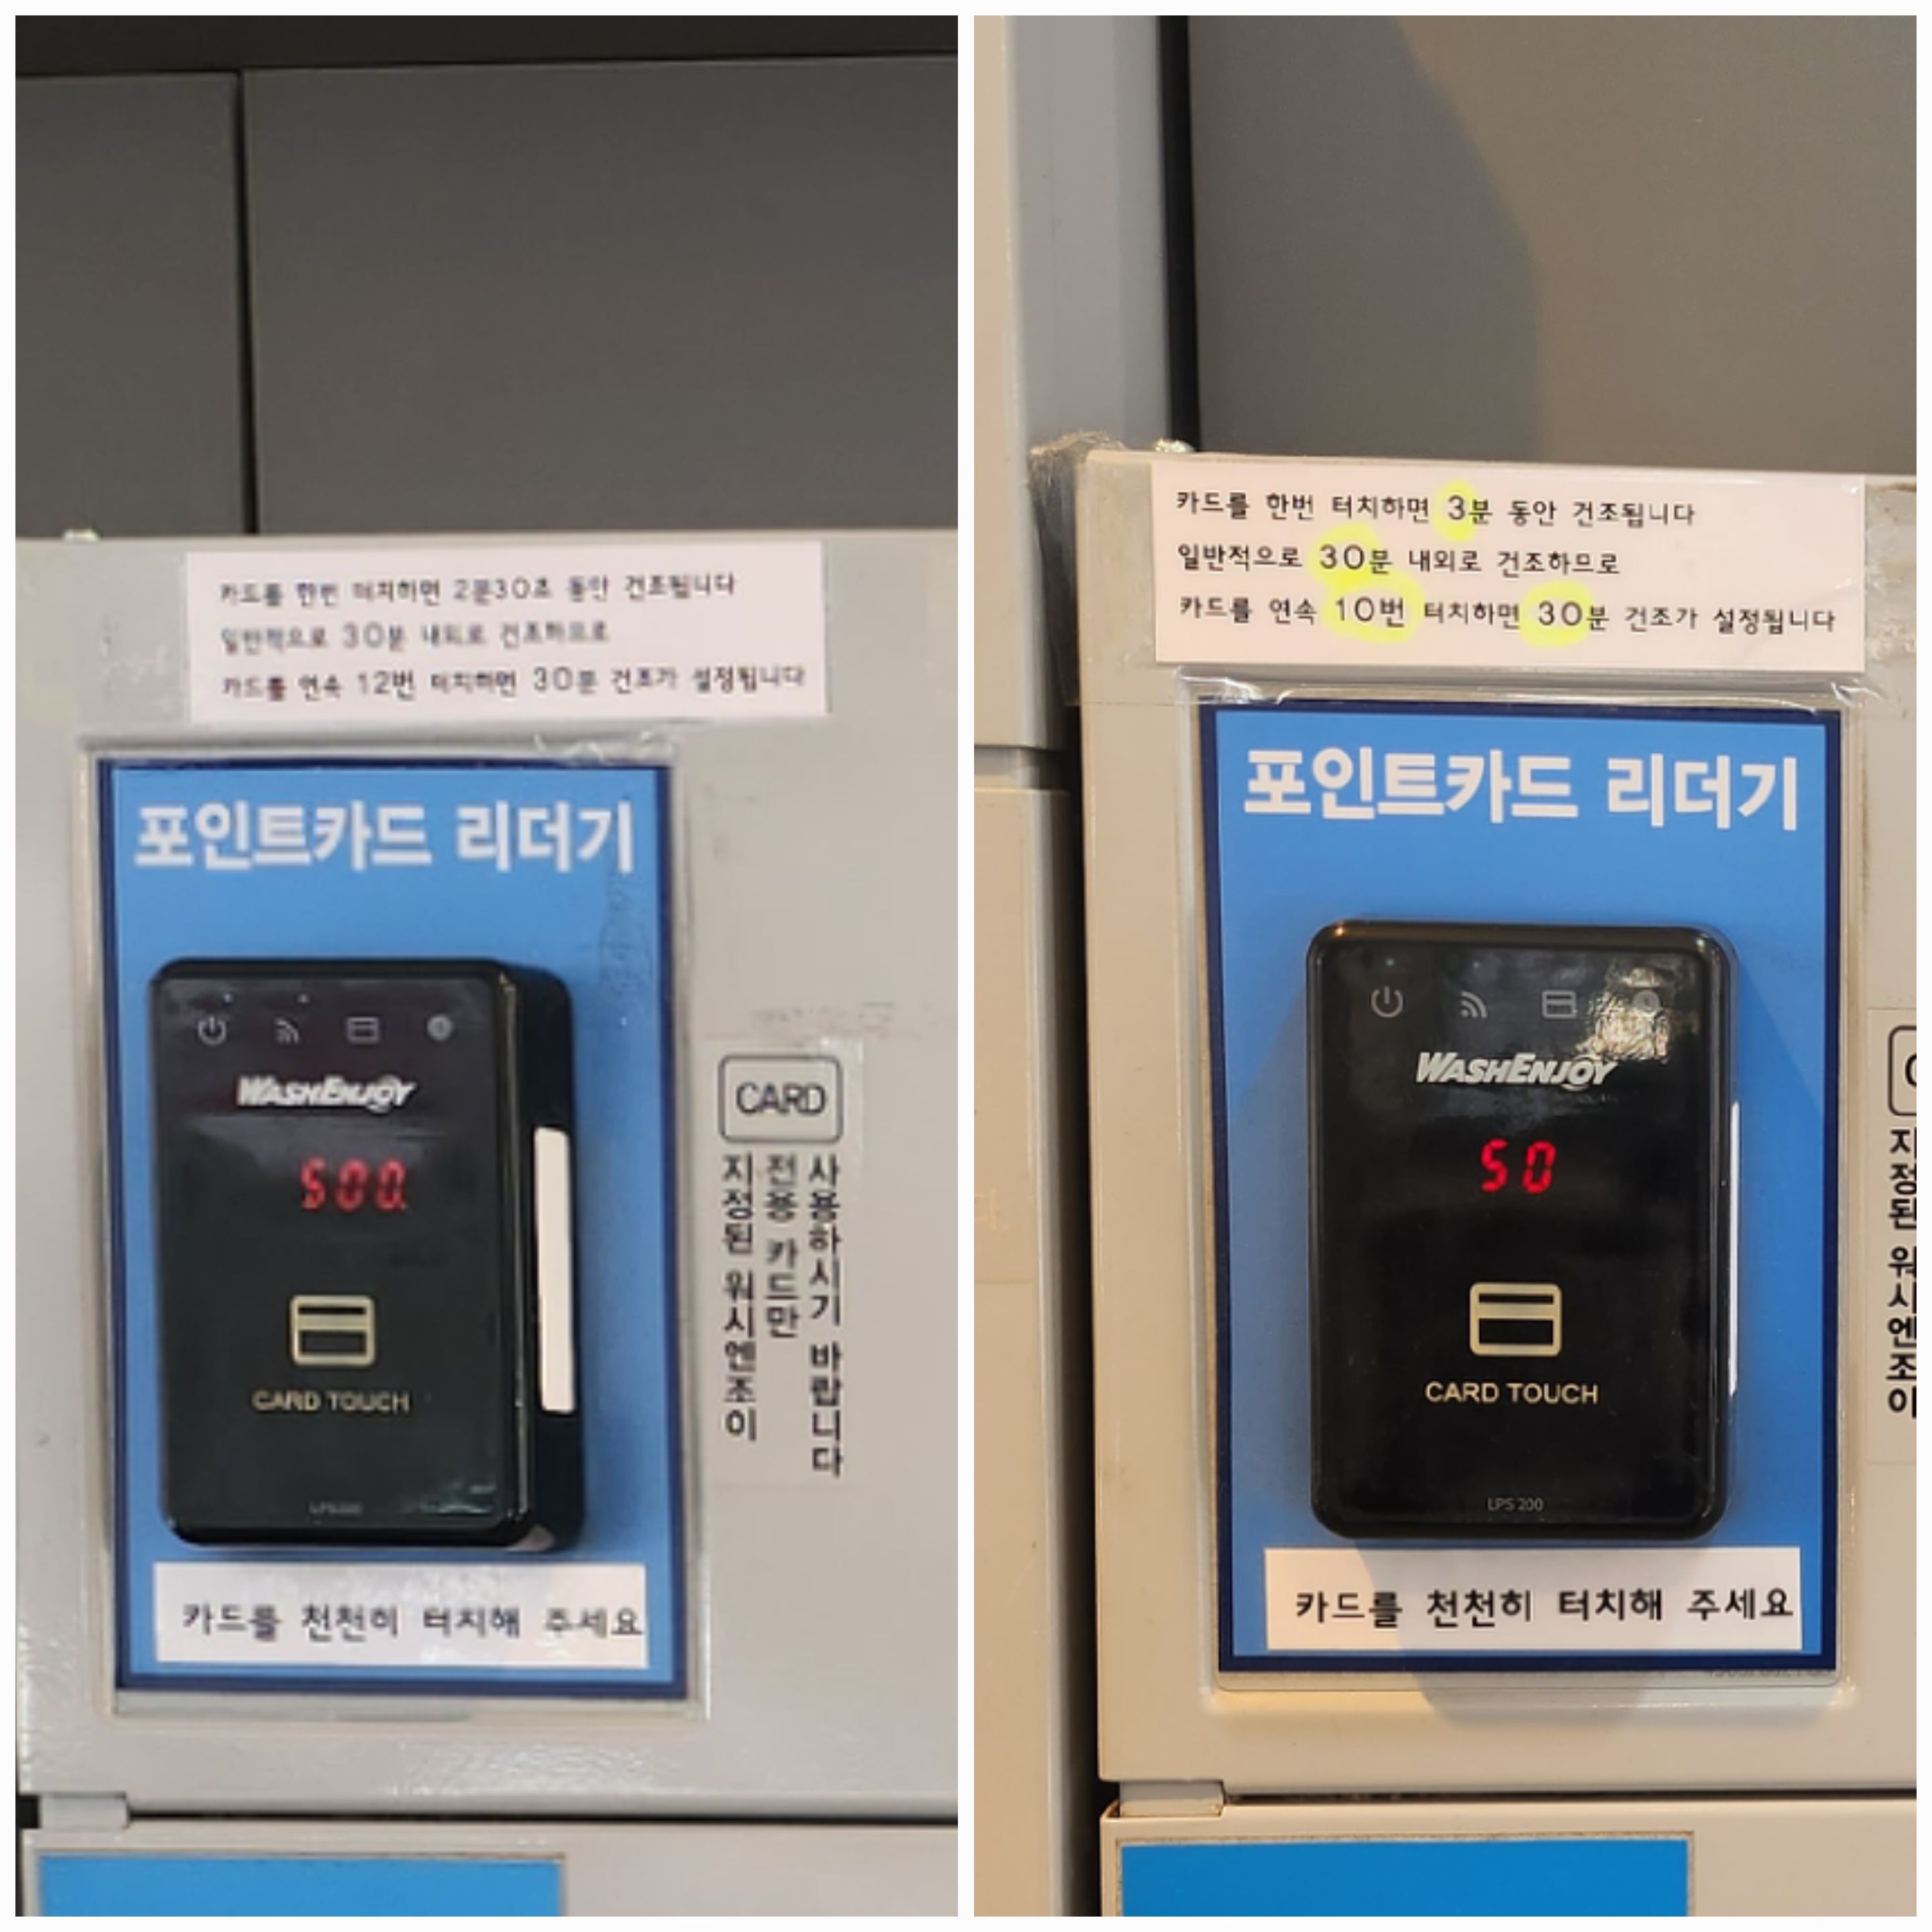 카드를 한번 터치하면 2분30초 동안 건조됩니다
일반적으로 30분 내외로 건조하므로
카드를 연속 12번 터치하면 30분 건조가 설정됩니다
포인트카드 리더기
WASHENJOY
500.
CARD TOUCH
LPS 200
카드를 천천히 터치해 주세요
CARD
지정된 워시엔조이
전용 카드만
사용하시기 바랍니다
카드를 한번 터치하면 3분 동안 건조됩니다
일반적으로 30분 내외로 건조하므로
카드를 연속 10번 터치하면 30분 건조가 설정됩니다
포인트카드 리더기
WASHENJOY
50
CARD TOUCH
LPS 200
카드를 천천히 터치해 주세요
지정된 워시엔조이